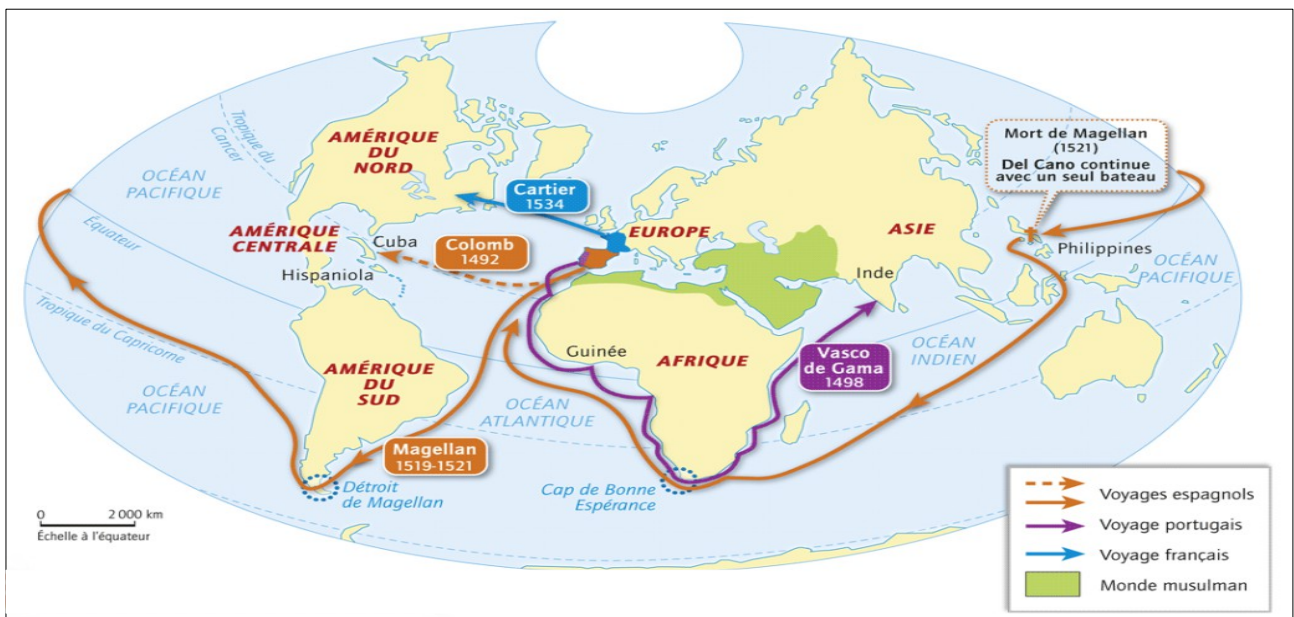 AMÉRIQUE
DU
NORD
Tropique du
Cancer
OCÉAN
PACIFIQUE
Équateur
AMÉRIQUE
CENTRALE
Cuba
Hispaniola
Tropique du Capricorne
OCÉAN
PACIFIQUE
AMÉRIQUE
DU
SUD
Cartier
1534
Colomb
1492
EUROPE
ASIE
Mort de Magellan
(1521)
Del Cano continue
avec un seul bateau
Philippines
OCÉAN
PACIFIQUE
Inde
Guinée
AFRIQUE
Vasco
de Gama
1498
OCÉAN
INDIEN
OCÉAN
ATLANTIQUE
Magellan
1519-1521
Détroit
de Magellan
Cap de Bonne
Espérance
0 2 000 km
Échelle à l'équateur
Voyages espagnols
Voyage portugais
Voyage français
Monde musulman